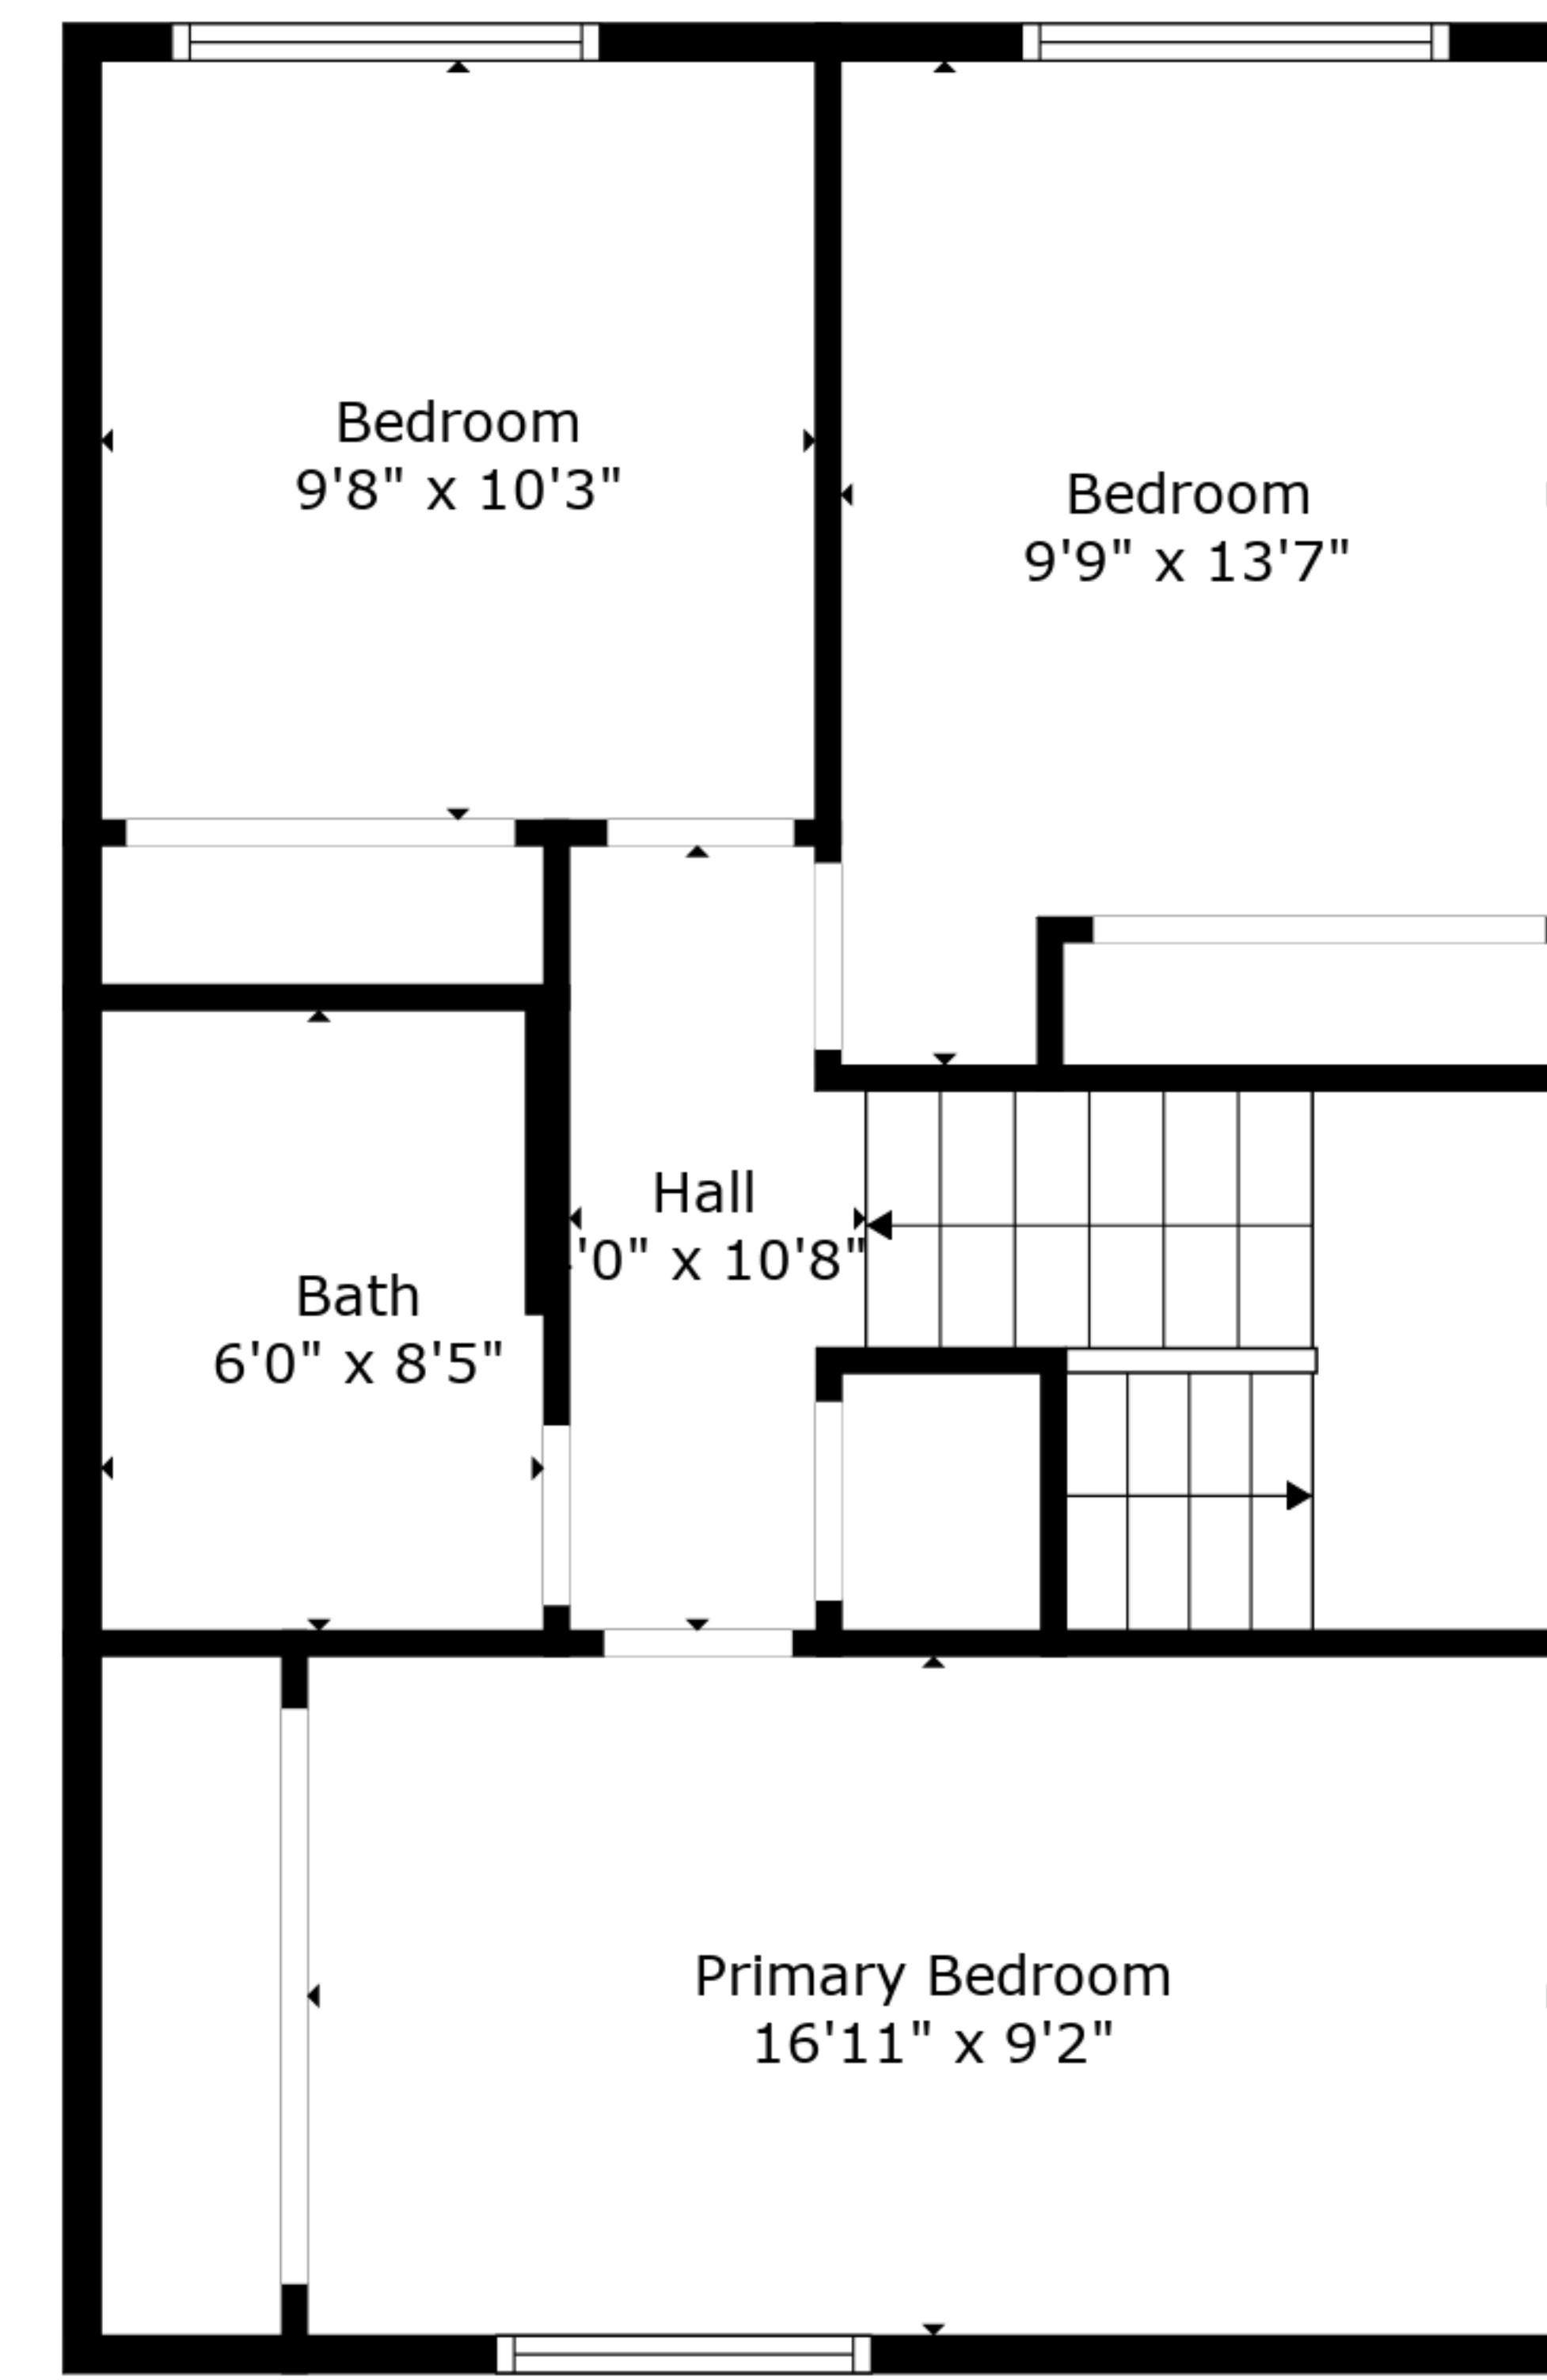 Bedroom
9'8" x 10'3"
Bedroom
9'9" x 13'7"
Hall
'0" x 10'8"
Bath
6'0" x 8'5"
Primary Bedroom
16'11" x 9'2"